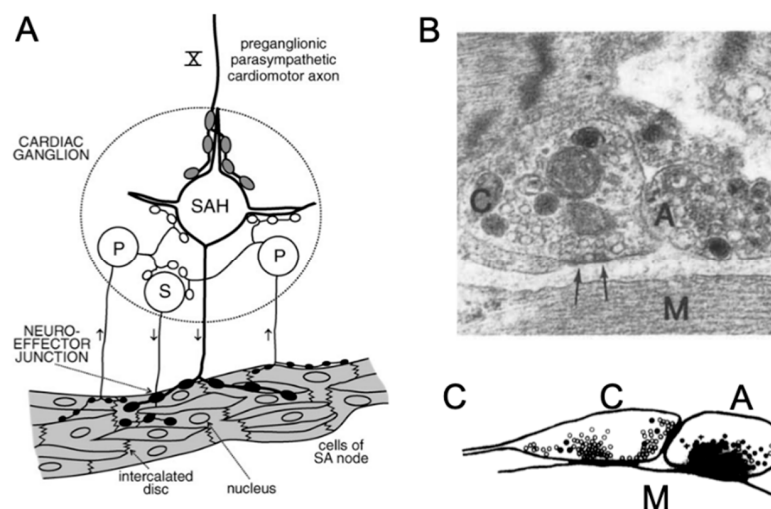 A
X
preganglionic
parasympathetic
cardiomotor axon
CARDIAC
GANGLION
SAH
P
P
S
NEURO-
EFFECTOR
JUNCTION
cells of
SA node
intercalated
disc
nucleus
B
C
A
M
C
C
A
M